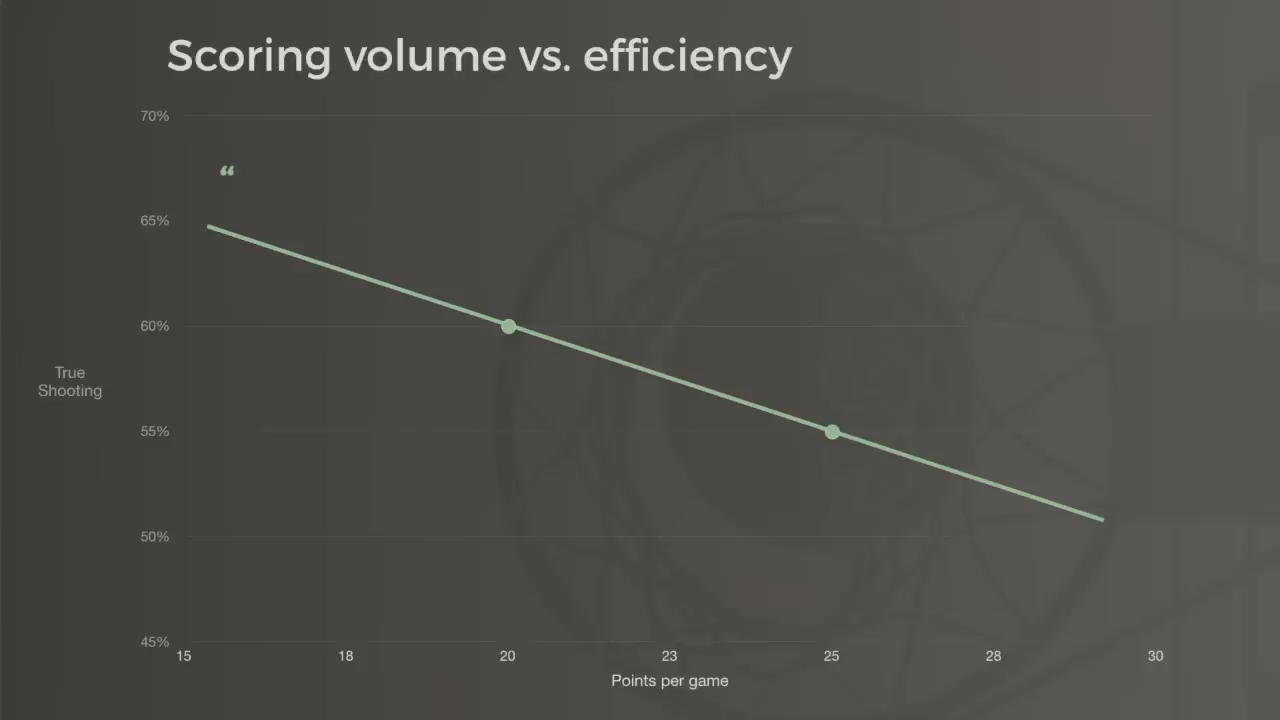 Scoring volume vs. efficiency
70%
“
65%
60%
True
Shooting
55%
50%
45%
15 18 20 23 25 28 30
Points per game